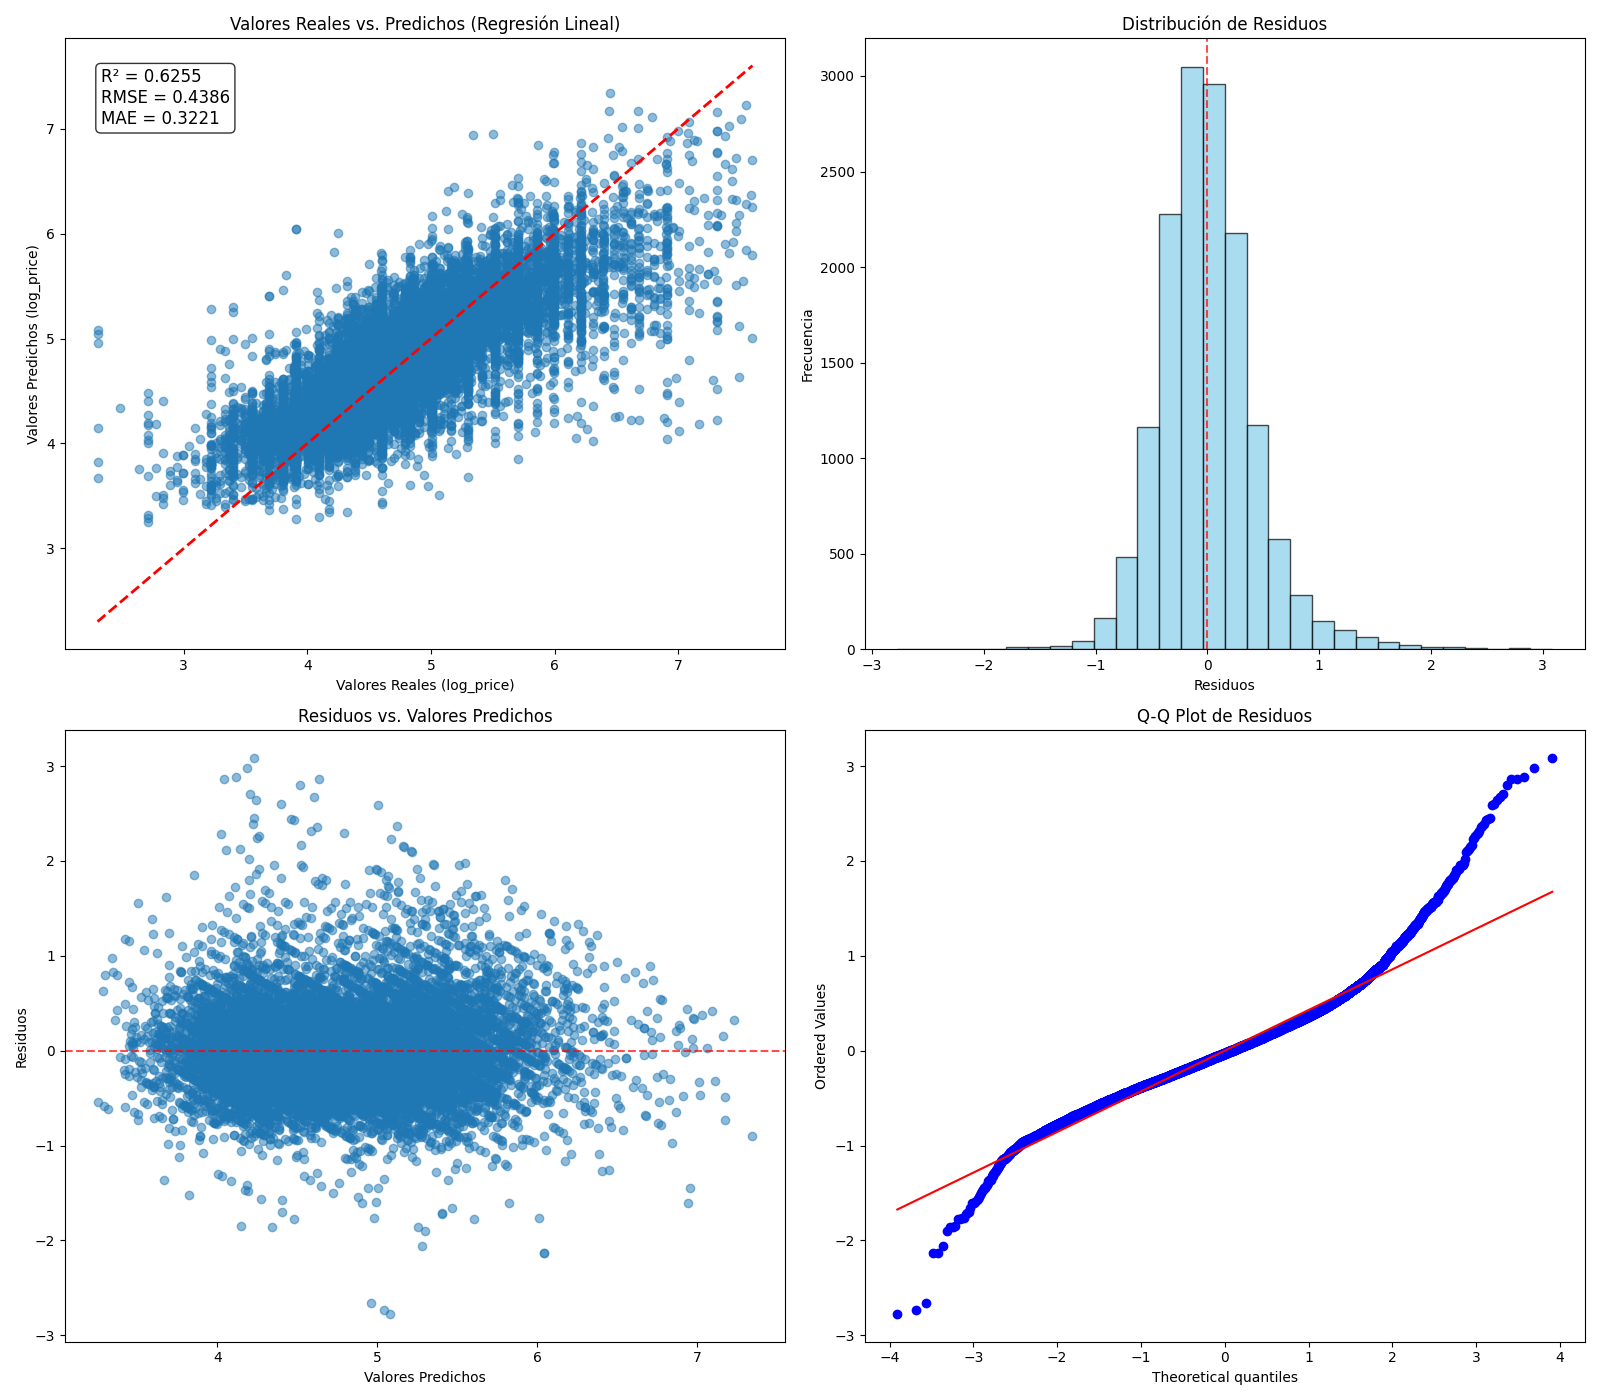 Valores Reales vs. Predichos (Regresión Lineal)
R² = 0.6255
RMSE = 0.4386
MAE = 0.3221
7
6
5
4
3
Valores Predichos (log_price)
3 4 5 6 7
Valores Reales (log_price)
Distribución de Residuos
3000
2500
2000
1500
1000
500
0
Frecuencia
−3 −2 −1 0 1 2 3
Residuos
Residuos vs. Valores Predichos
3
2
1
0
−1
−2
−3
Residuos
4 5 6 7
Valores Predichos
Q-Q Plot de Residuos
3
2
1
0
−1
−2
−3
Ordered Values
−4 −3 −2 −1 0 1 2 3 4
Theoretical quantiles